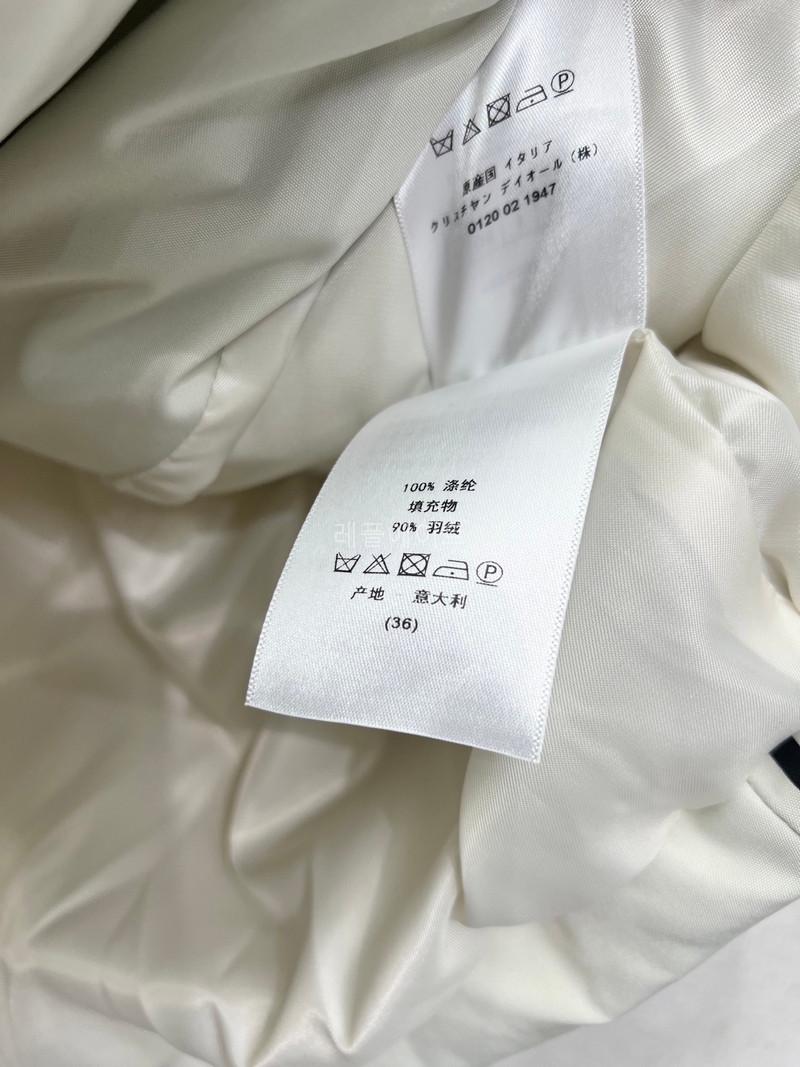 原産国 イタリア
クリスチャン デイオール (株)
0120 02 1947
100% 涤纶
填充物
90% 羽绒
产地 意大利
(36)